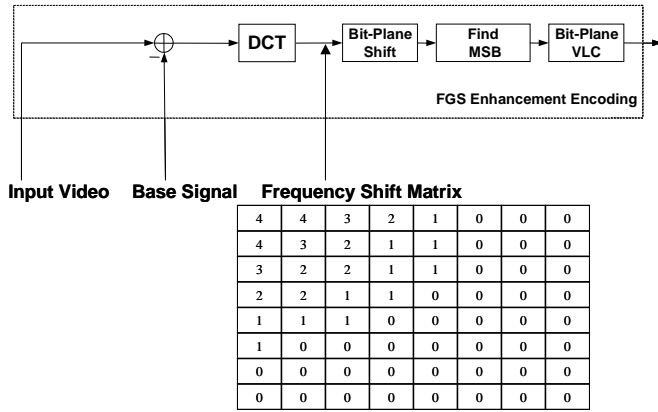 DCT
Bit-Plane
Shift
Find
MSB
Bit-Plane
VLC
FGS Enhancement Encoding
Input Video Base Signal Frequency Shift Matrix
4 4 3 2 1 0 0 0
4 3 2 1 1 0 0 0
3 2 2 1 1 0 0 0
2 2 1 1 0 0 0 0
1 1 1 0 0 0 0 0
1 0 0 0 0 0 0 0
0 0 0 0 0 0 0 0
0 0 0 0 0 0 0 0